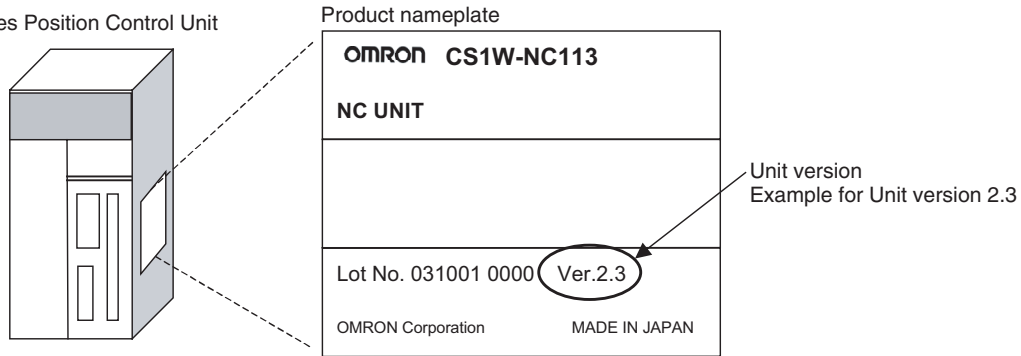 Position Control Unit
Product nameplate
OMRON CS1W-NC113
NC UNIT
Unit version
Example for Unit version 2.3
Lot No. 031001 0000 Ver.2.3
OMRON Corporation MADE IN JAPAN